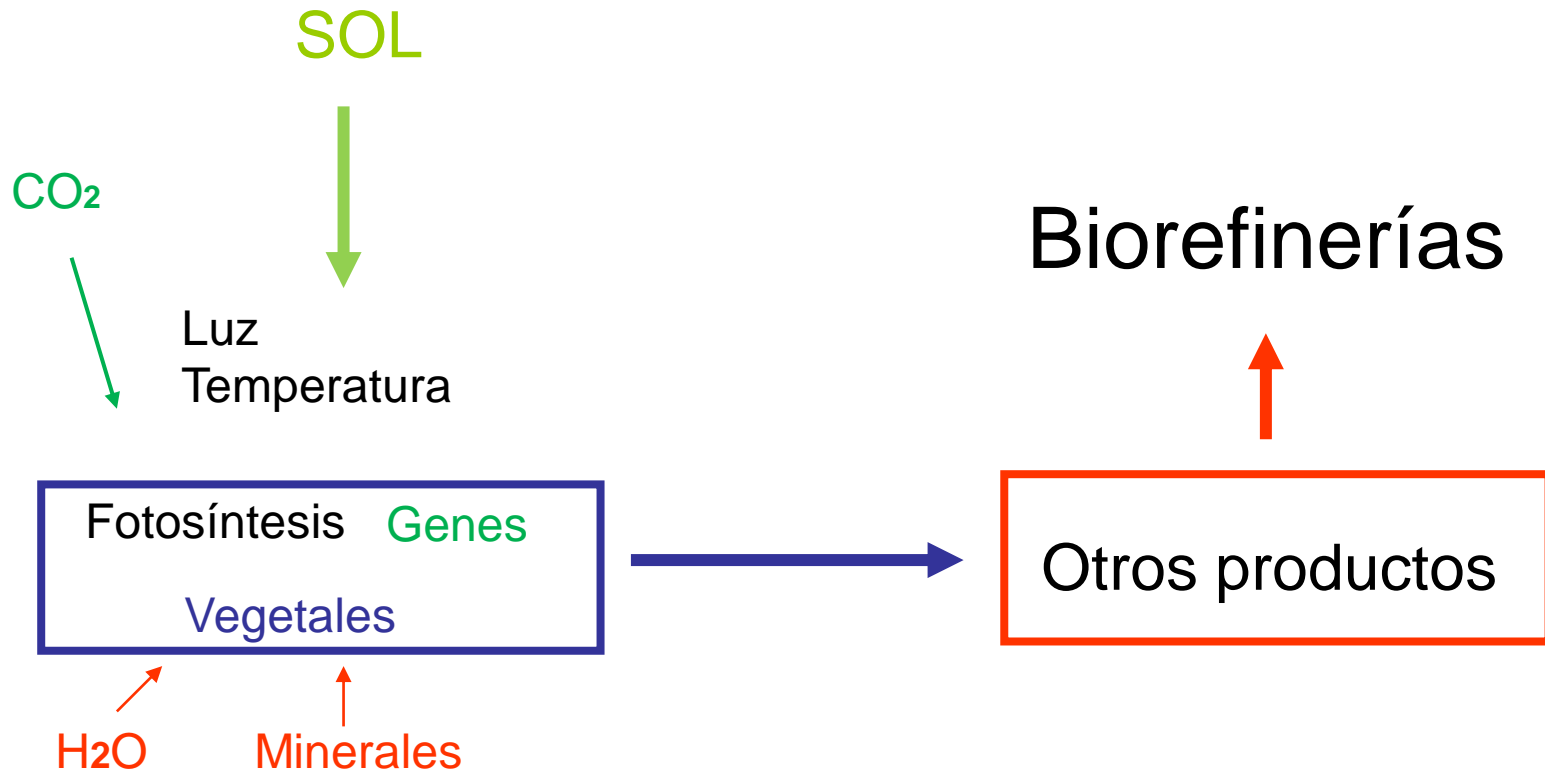 SOL
CO2
Luz
Temperatura
Biorefinerías
Fotosíntesis Genes
Vegetales
Otros productos
H2O Minerales